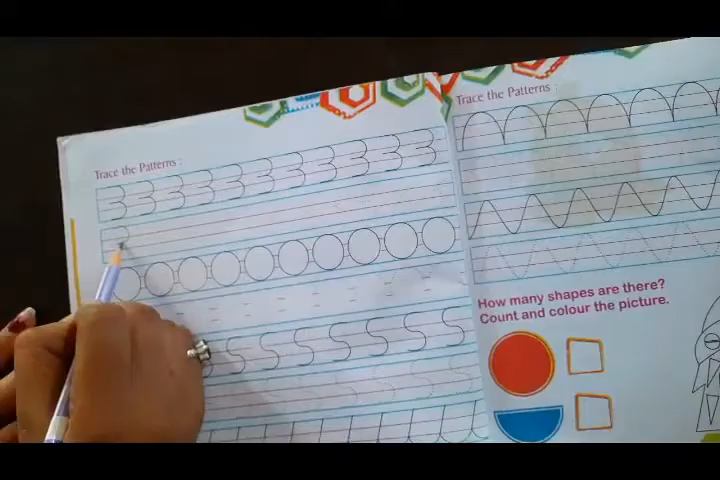 Trace the Patterns :
Trace the Patterns :
How many shapes are there?
Count and colour the picture.